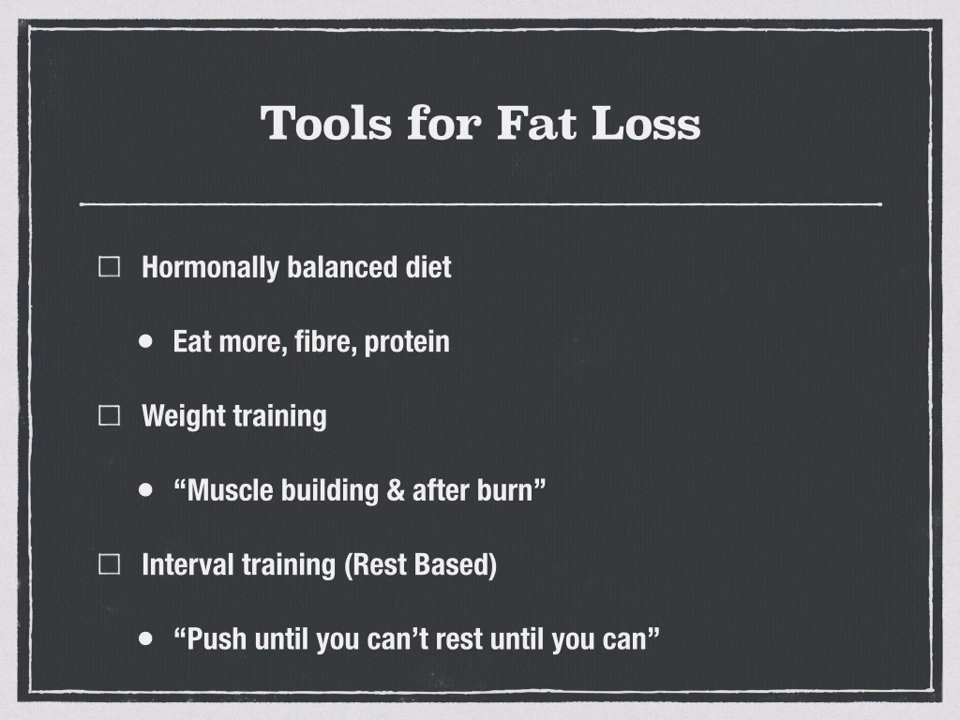 Tools for Fat Loss
Hormonally balanced diet
Eat more, fibre, protein
Weight training
“Muscle building & after burn”
Interval training (Rest Based)
“Push until you can’t rest until you can”